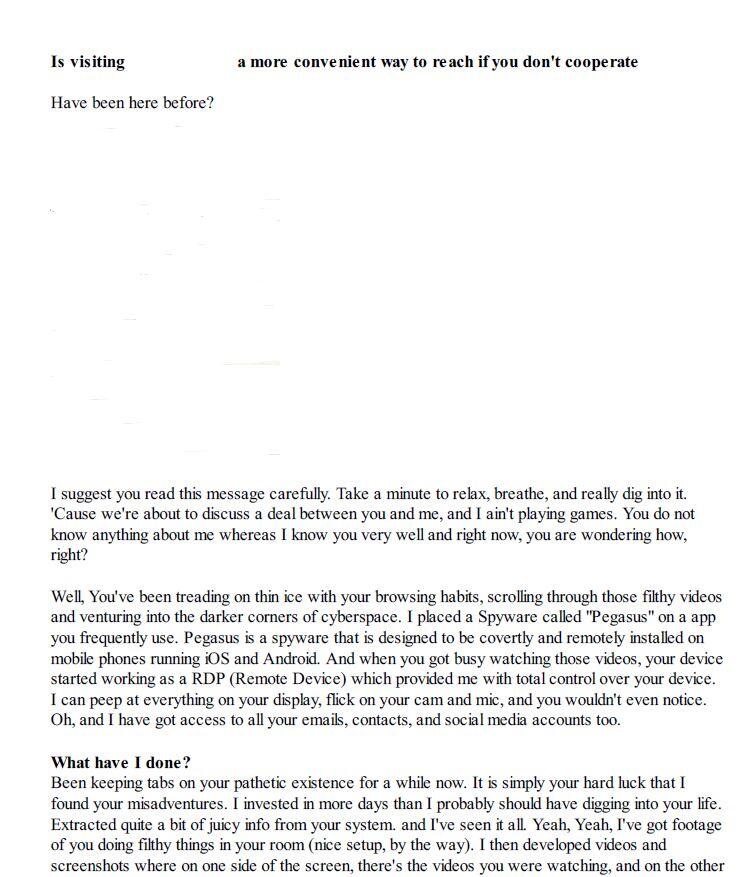 Is visiting a more convenient way to reach if you don't cooperate
Have been here before?
I suggest you read this message carefully. Take a minute to relax, breathe, and really dig into it.
'Cause we're about to discuss a deal between you and me, and I ain't playing games. You do not
know anything about me whereas I know you very well and right now, you are wondering how,
right?
Well, You've been treading on thin ice with your browsing habits, scrolling through those filthy videos
and venturing into the darker corners of cyberspace. I placed a Spyware called "Pegasus" on a app
you frequently use. Pegasus is a spyware that is designed to be covertly and remotely installed on
mobile phones running iOS and Android. And when you got busy watching those videos, your device
started working as a RDP (Remote Device) which provided me with total control over your device.
I can peep at everything on your display, flick on your cam and mic, and you wouldn't even notice.
Oh, and I have got access to all your emails, contacts, and social media accounts too.
What have I done?
Been keeping tabs on your pathetic existence for a while now. It is simply your hard luck that I
found your misadventures. I invested in more days than I probably should have digging into your life.
Extracted quite a bit of juicy info from your system. and I've seen it all. Yeah, Yeah, I've got footage
of you doing filthy things in your room (nice setup, by the way). I then developed videos and
screenshots where on one side of the screen, there's the videos you were watching, and on the other